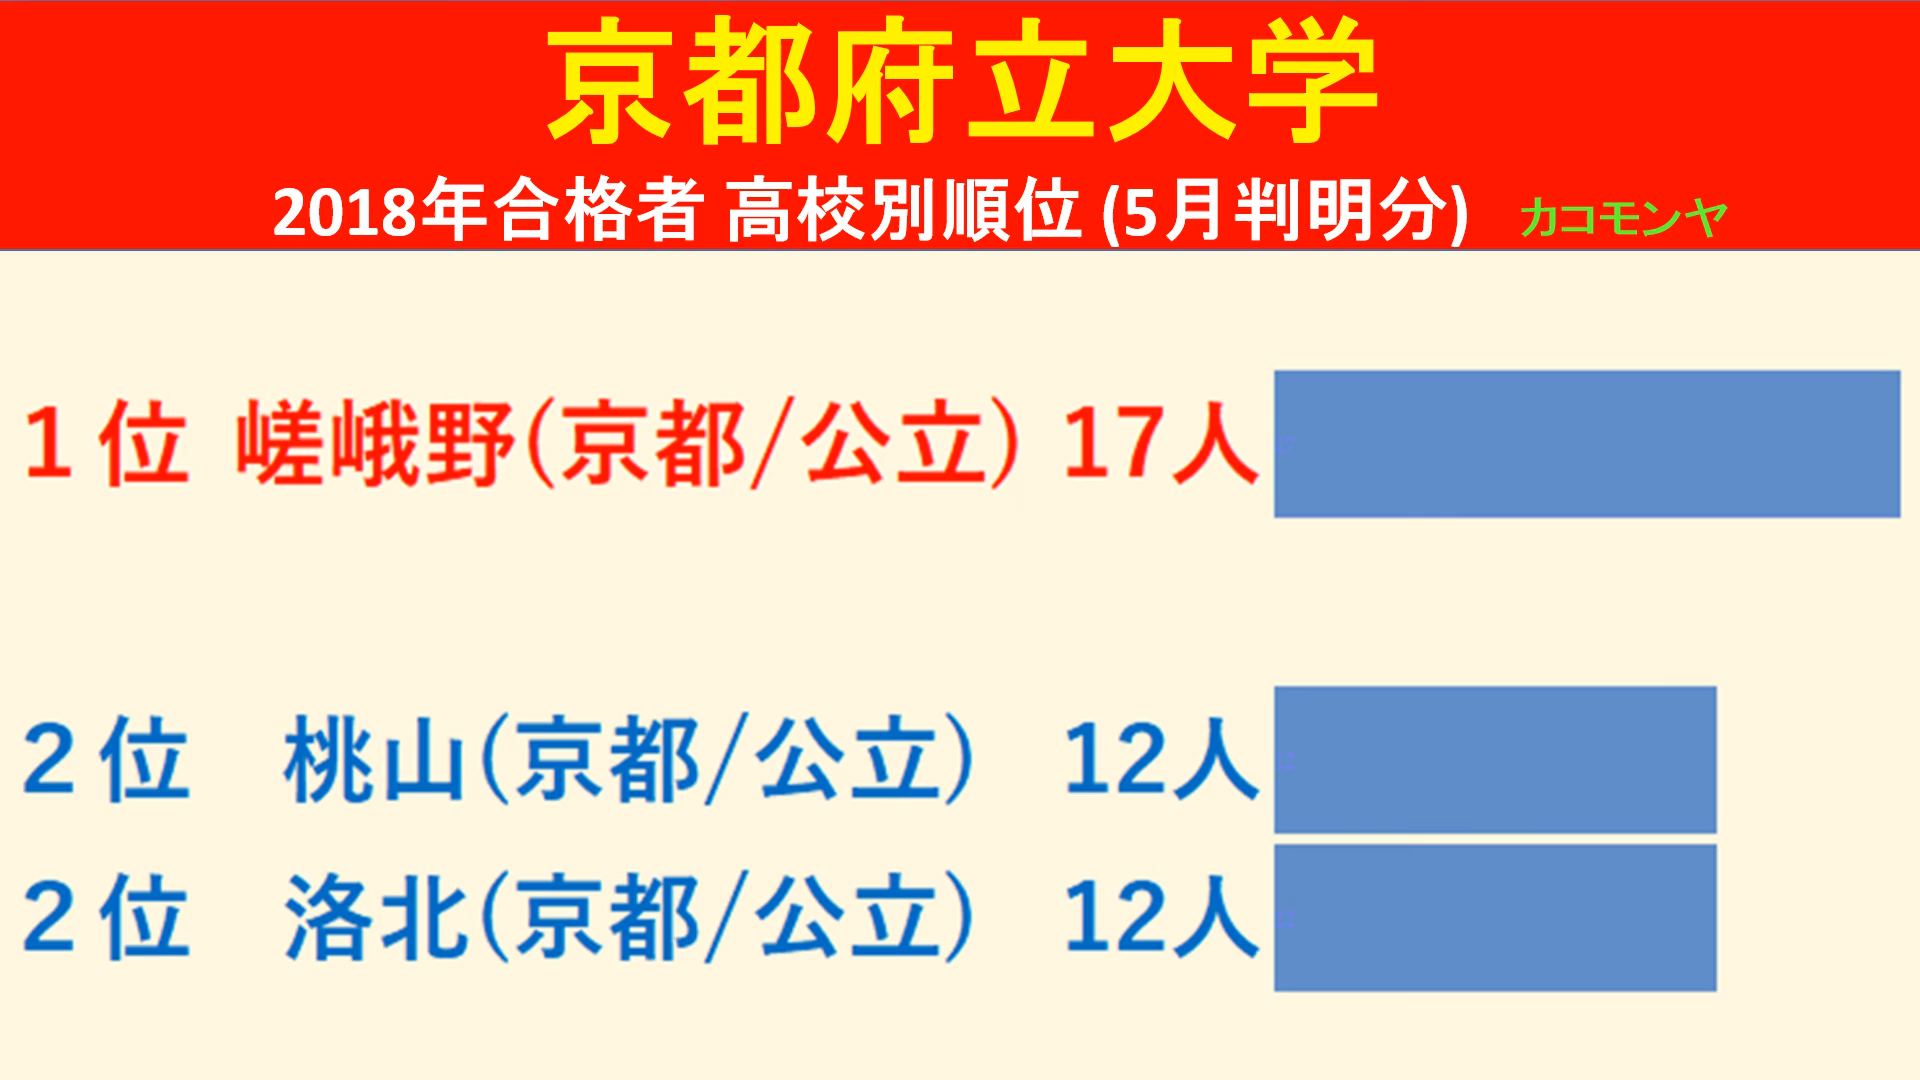 京都府立大学
2018年合格者 高校別順位 (5月判明分) カコモンヤ
1位 嵯峨野(京都/公立) 17人
2位 桃山(京都/公立) 12人
2位 洛北(京都/公立) 12人